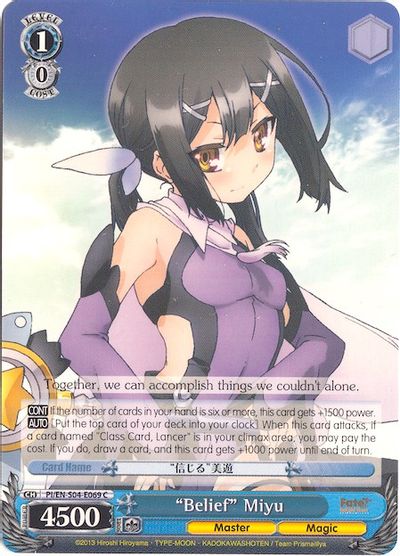 LEVEL
1
0
COST
Together, we can accomplish things we couldn't alone.
CONT If the number of cards in your hand is six or more, this card gets +1500 power.
AUTO [Put the top card of your deck into your clock] When this card attacks, if
a card named "Class Card, Lancer" is in your climax area, you may pay the
cost. If you do, draw a card, and this card gets +1000 power until end of turn.
Card Name
“信じる”美遊
CH PI/EN-S04-E069 C
4500
“Belief” Miyu
Fate
Master
Magic
©2013 Hiroshi Hiroyama・TYPE-MOON・KADOKAWASHOTEN / Team Prismaillya